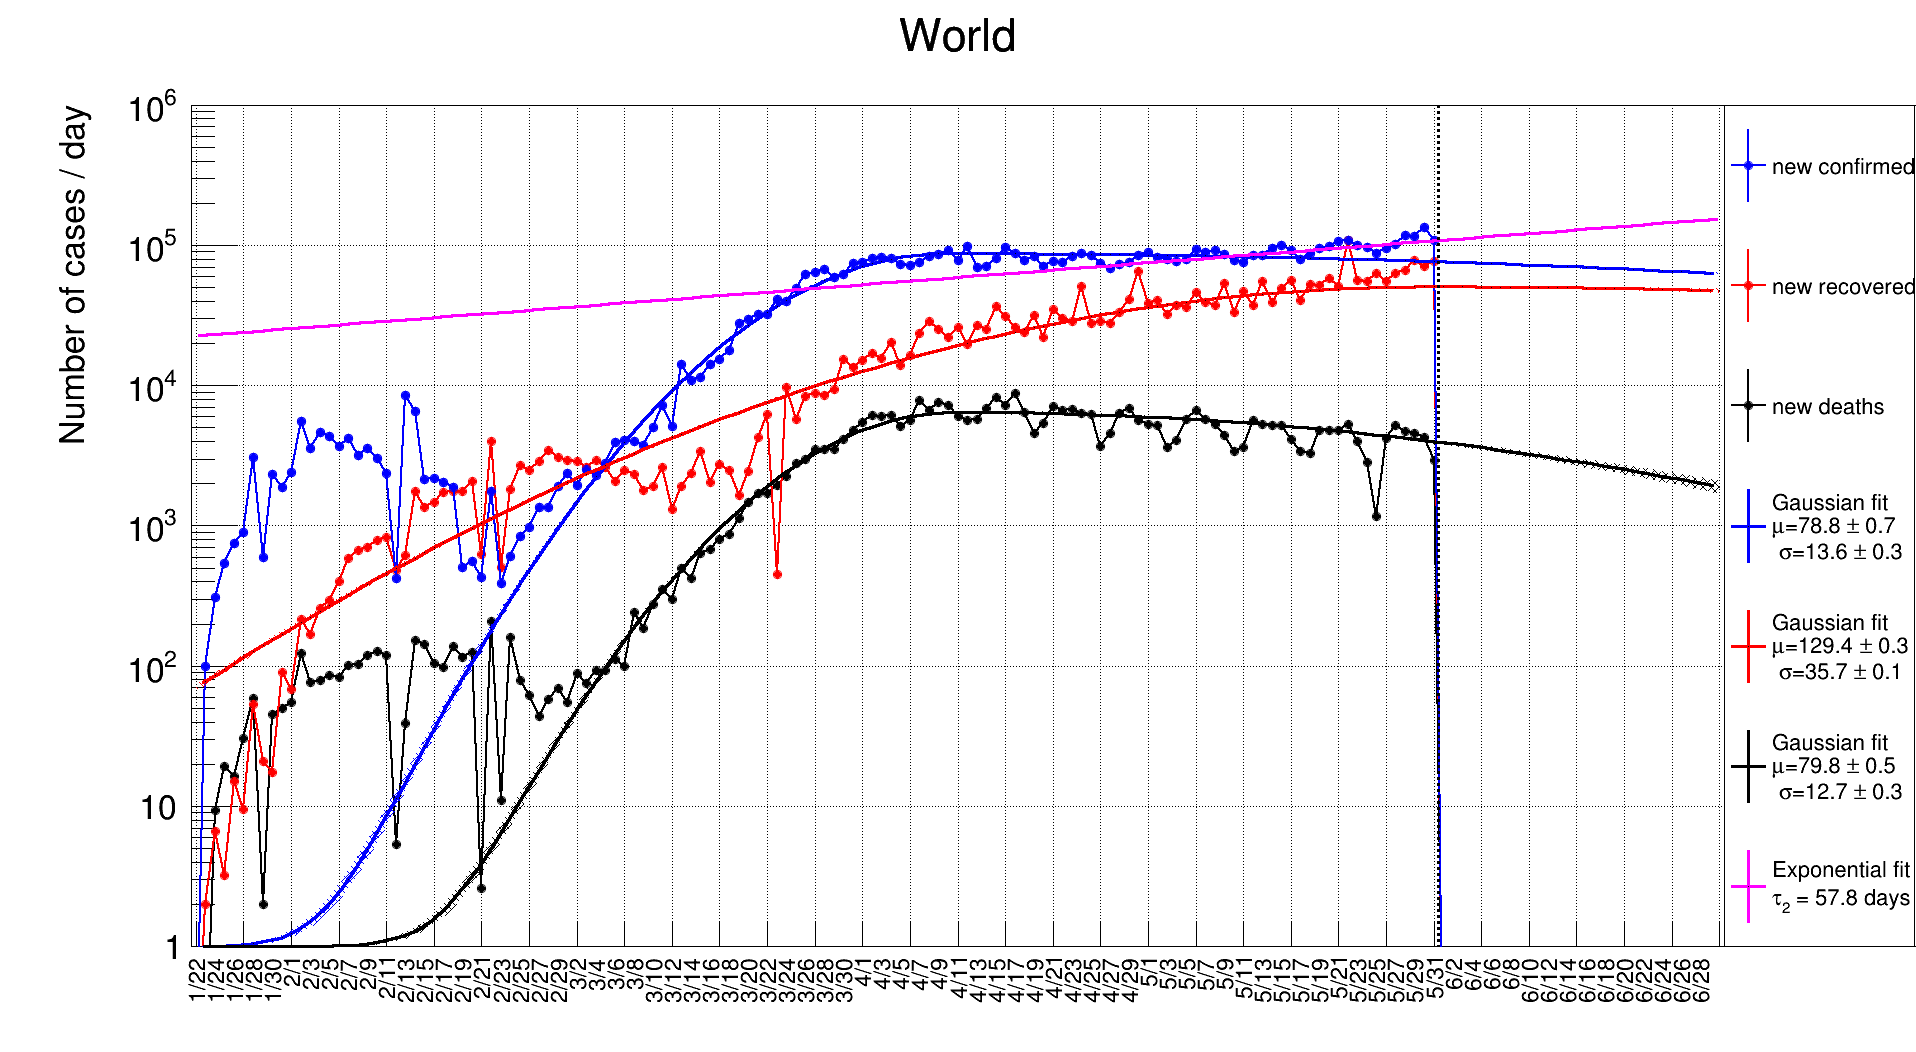 World
Number of cases / day
10^6
10^5
10^4
10^3
10^2
10
1
1/22 1/24 1/26 1/28 1/30 2/1 2/3 2/5 2/7 2/9 2/11 2/13 2/15 2/17 2/19 2/21 2/23 2/25 2/27 2/29 3/2 3/4 3/6 3/8 3/10 3/12 3/14 3/16 3/18 3/20 3/22 3/24 3/26 3/28 3/30 4/1 4/3 4/5 4/7 4/9 4/11 4/13 4/15 4/17 4/19 4/21 4/23 4/25 4/27 4/29 5/1 5/3 5/5 5/7 5/9 5/11 5/13 5/15 5/17 5/19 5/21 5/23 5/25 5/27 5/29 5/31 6/2 6/4 6/6 6/8 6/10 6/12 6/14 6/16 6/18 6/20 6/22 6/24 6/26 6/28
new confirmed
new recovered
new deaths
Gaussian fit
μ=78.8 ± 0.7
σ=13.6 ± 0.3
Gaussian fit
μ=129.4 ± 0.3
σ=35.7 ± 0.1
Gaussian fit
μ=79.8 ± 0.5
σ=12.7 ± 0.3
Exponential fit
τ₂ = 57.8 days